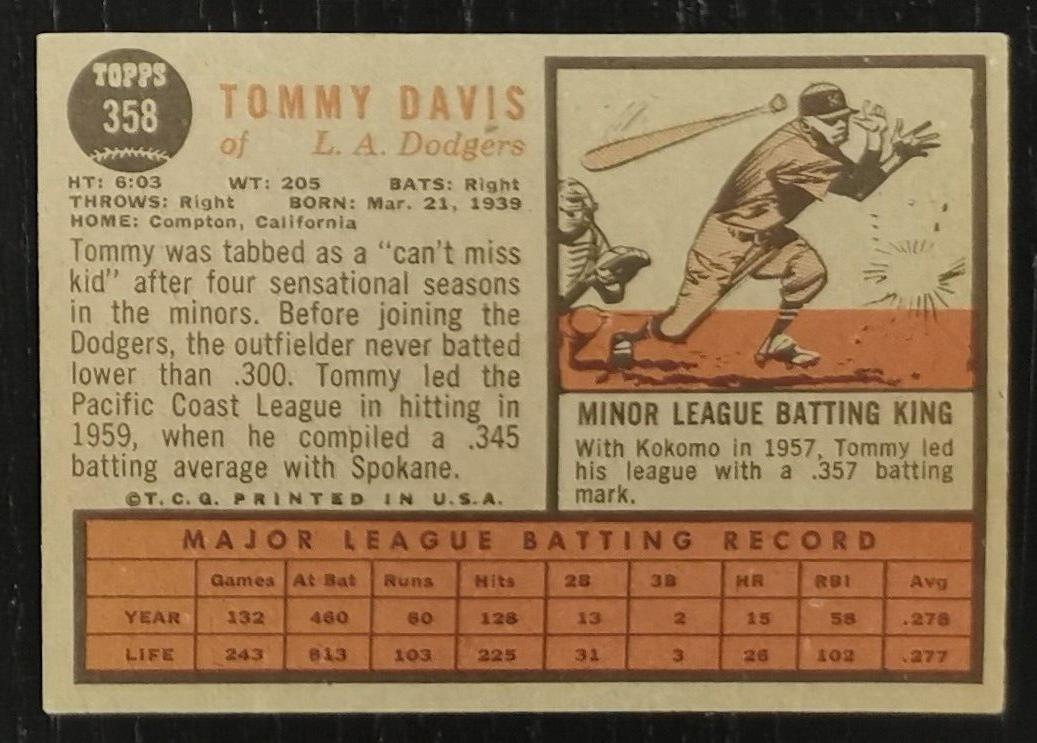 TOPPS
358
TOMMY DAVIS
of L. A. Dodgers
HT: 6:03 WT: 205 BATS: Right
THROWS: Right BORN: Mar. 21, 1939
HOME: Compton, California
Tommy was tabbed as a "can't miss
kid" after four sensational seasons
in the minors. Before joining the
Dodgers, the outfielder never batted
lower than .300. Tommy led the
Pacific Coast League in hitting in
1959, when he compiled a .345
batting average with Spokane.
©T. C. G. PRINTED IN U.S.A.
K
MINOR LEAGUE BATTING KING
With Kokomo in 1957, Tommy led
his league with a .357 batting
mark.
MAJOR LEAGUE BATTING RECORD
Games At Bat Runs Hits 2B 3B HR RBI Avg
YEAR 132 460 60 128 13 2 15 58 .278
LIFE 243 813 103 225 31 3 26 102 .277